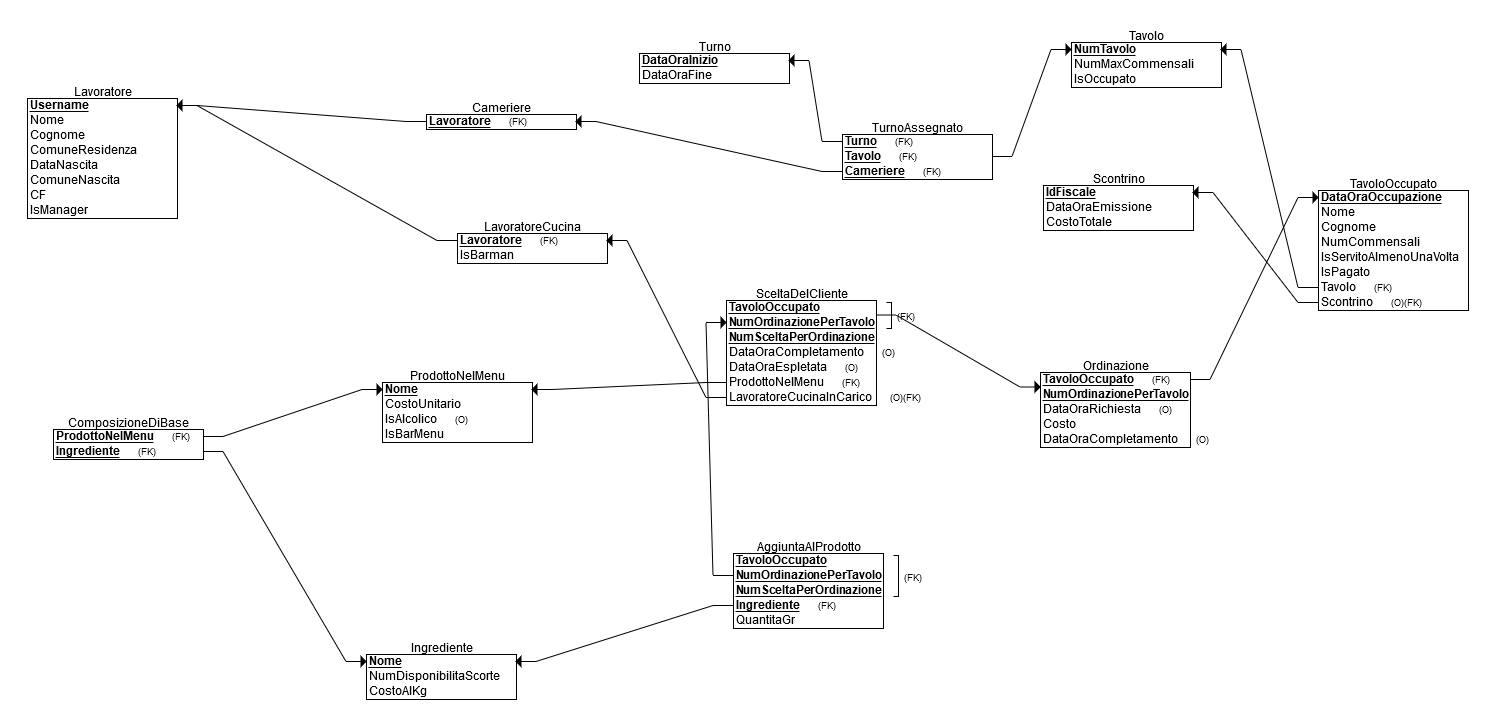 Turno
DataOraInizio
DataOraFine
Tavolo
NumTavolo
NumMaxCommensali
IsOccupato
Lavoratore
Username
Nome
Cognome
ComuneResidenza
DataNascita
ComuneNascita
CF
IsManager
Cameriere
Lavoratore (FK)
TurnoAssegnato
Turno (FK)
Tavolo (FK)
Cameriere (FK)
Scontrino
IdFiscale
DataOraEmissione
CostoTotale
TavoloOccupato
DataOraOccupazione
Nome
Cognome
NumCommensali
IsServitoAlmenoUnaVolta
IsPagato
Tavolo (FK)
Scontrino (O)(FK)
LavoratoreCucina
Lavoratore (FK)
IsBarman
SceltaDelCliente
TavoloOccupato
NumOrdinazionePerTavolo
(FK)
NumSceltaPerOrdinazione
DataOraCompletamento (O)
DataOraEspletata (O)
ProdottoNelMenu (FK)
LavoratoreCucinaInCarico (O)(FK)
Ordinazione
TavoloOccupato (FK)
NumOrdinazionePerTavolo
DataOraRichiesta (O)
Costo
DataOraCompletamento (O)
ProdottoNelMenu
Nome
CostoUnitario
IsAlcolico (O)
IsBarMenu
ComposizioneDiBase
ProdottoNelMenu (FK)
Ingrediente (FK)
AggiuntaAlProdotto
TavoloOccupato
NumOrdinazionePerTavolo
(FK)
NumSceltaPerOrdinazione
Ingrediente (FK)
QuantitaGr
Ingrediente
Nome
NumDisponibilitaScorte
CostoAlKg